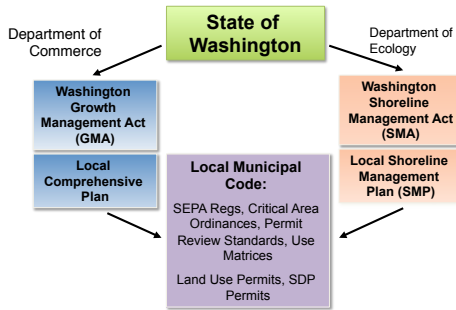 State of
Washington
Department of
Commerce
Department of
Ecology
Washington
Growth
Management Act
(GMA)
Washington
Shoreline
Management Act
(SMA)
Local
Comprehensive
Plan
Local Shoreline
Management
Plan (SMP)
Local Municipal
Code:
SEPA Regs, Critical Area
Ordinances, Permit
Review Standards, Use
Matrices
Land Use Permits, SDP
Permits